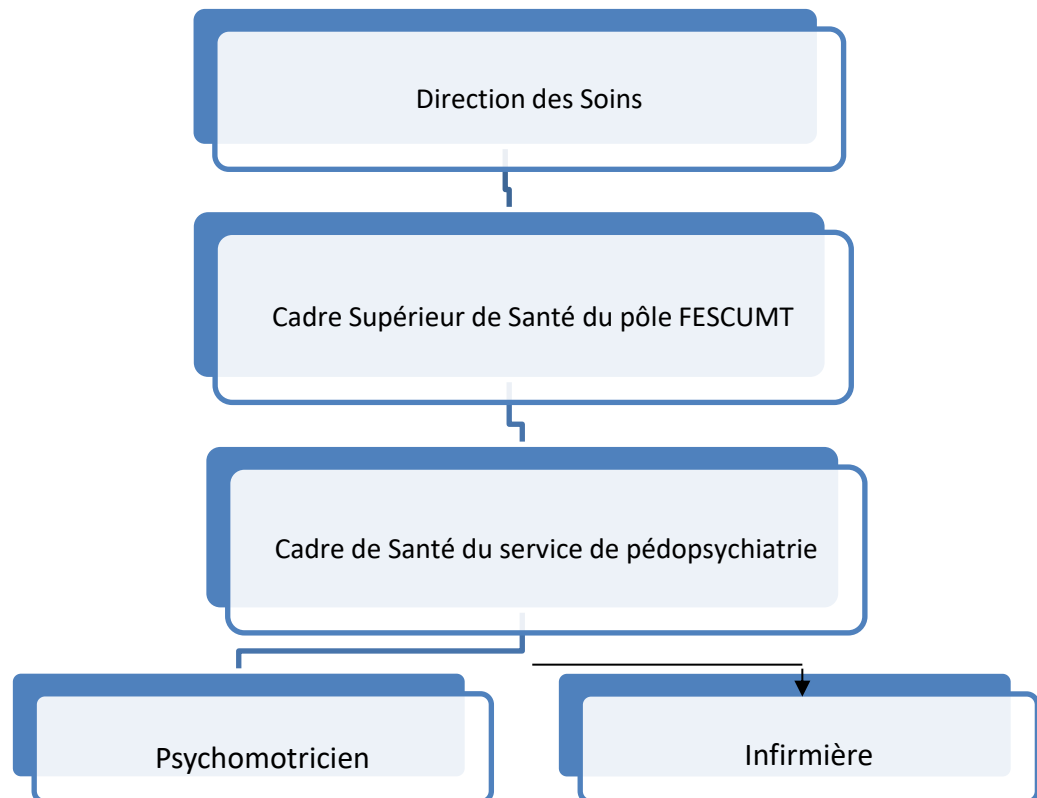 Direction des Soins
Cadre Supérieur de Santé du pôle FESCUMT
Cadre de Santé du service de pédopsychiatrie
Psychomotricien
Infirmière